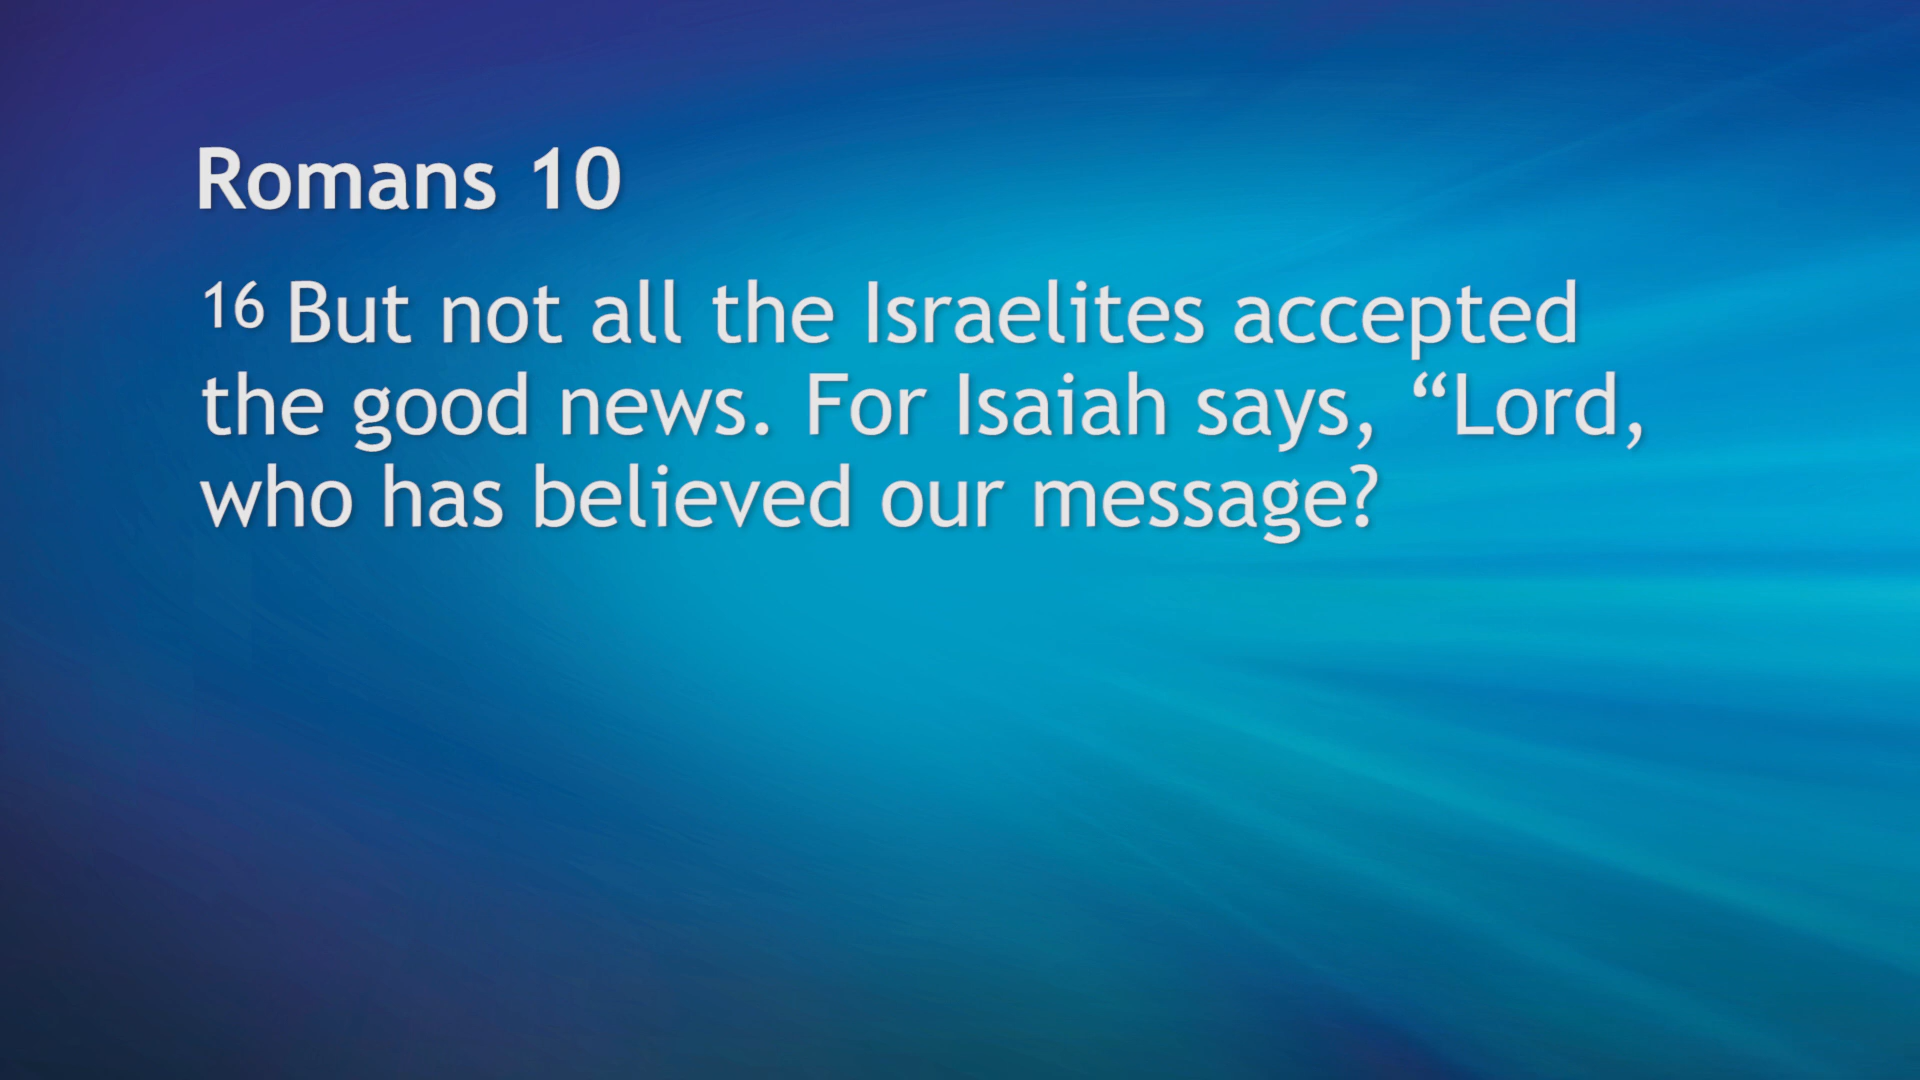 Romans 10
16 But not all the Israelites accepted
the good news. For Isaiah says, “Lord,
who has believed our message?